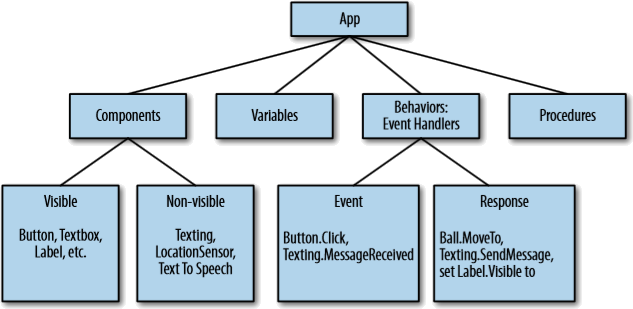 App
Components
Variables
Behaviors:
Event Handlers
Procedures
Visible
Button, Textbox,
Label, etc.
Non-visible
Texting,
LocationSensor,
Text To Speech
Event
Button.Click,
Texting.MessageReceived
Response
Ball.MoveTo,
Texting.SendMessage,
set Label.Visible to